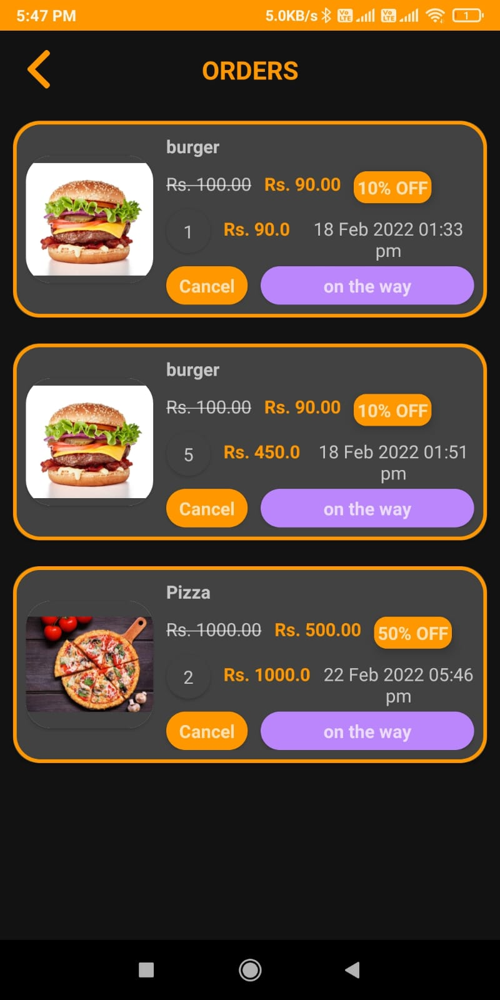 5:47 PM 5.0KB/s Vo LTE Vo LTE 1
ORDERS
burger
Rs. 100.00 Rs. 90.00 10% OFF
1 Rs. 90.0 18 Feb 2022 01:33
pm
Cancel on the way
burger
Rs. 100.00 Rs. 90.00 10% OFF
5 Rs. 450.0 18 Feb 2022 01:51
pm
Cancel on the way
Pizza
Rs. 1000.00 Rs. 500.00 50% OFF
2 Rs. 1000.0 22 Feb 2022 05:46
pm
Cancel on the way